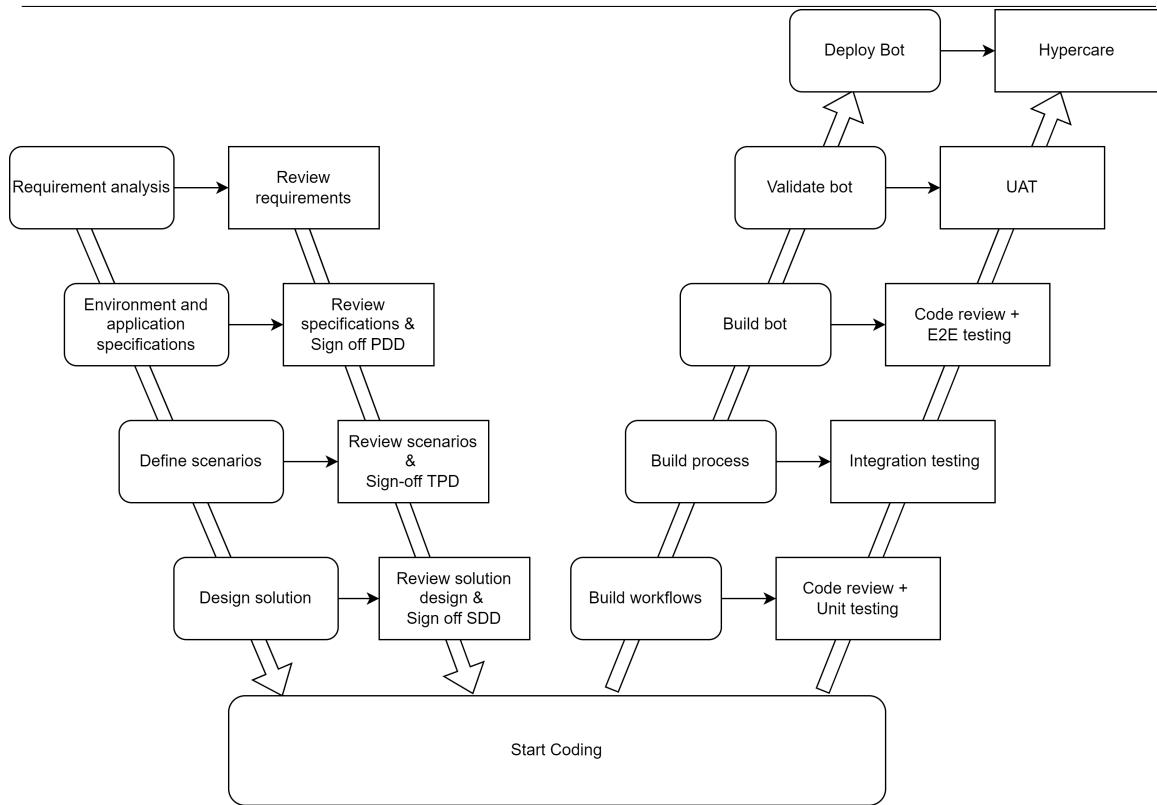 Deploy Bot
Hypercare
Requirement analysis
Review
requirements
Validate bot
UAT
Environment and
application
specifications
Review
specifications &
Sign off PDD
Build bot
Code review +
E2E testing
Define scenarios
Review scenarios
&
Sign-off TPD
Build process
Integration testing
Design solution
Review solution
design &
Sign off SDD
Build workflows
Code review +
Unit testing
Start Coding